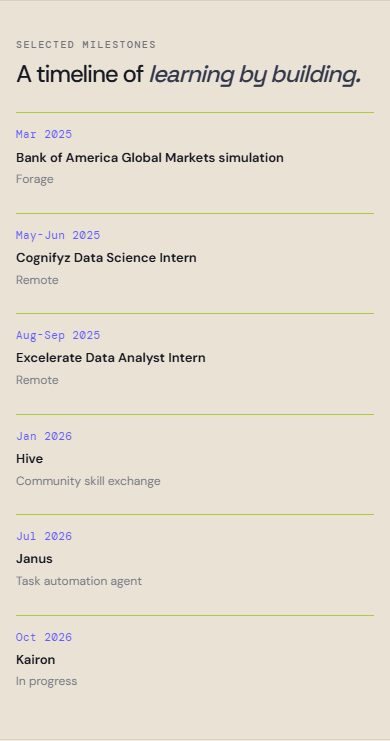 SELECTED MILESTONES
A timeline of learning by building.
Mar 2025
Bank of America Global Markets simulation
Forage
May–Jun 2025
Cognifyz Data Science Intern
Remote
Aug–Sep 2025
Excelerate Data Analyst Intern
Remote
Jan 2026
Hive
Community skill exchange
Jul 2026
Janus
Task automation agent
Oct 2026
Kairon
In progress